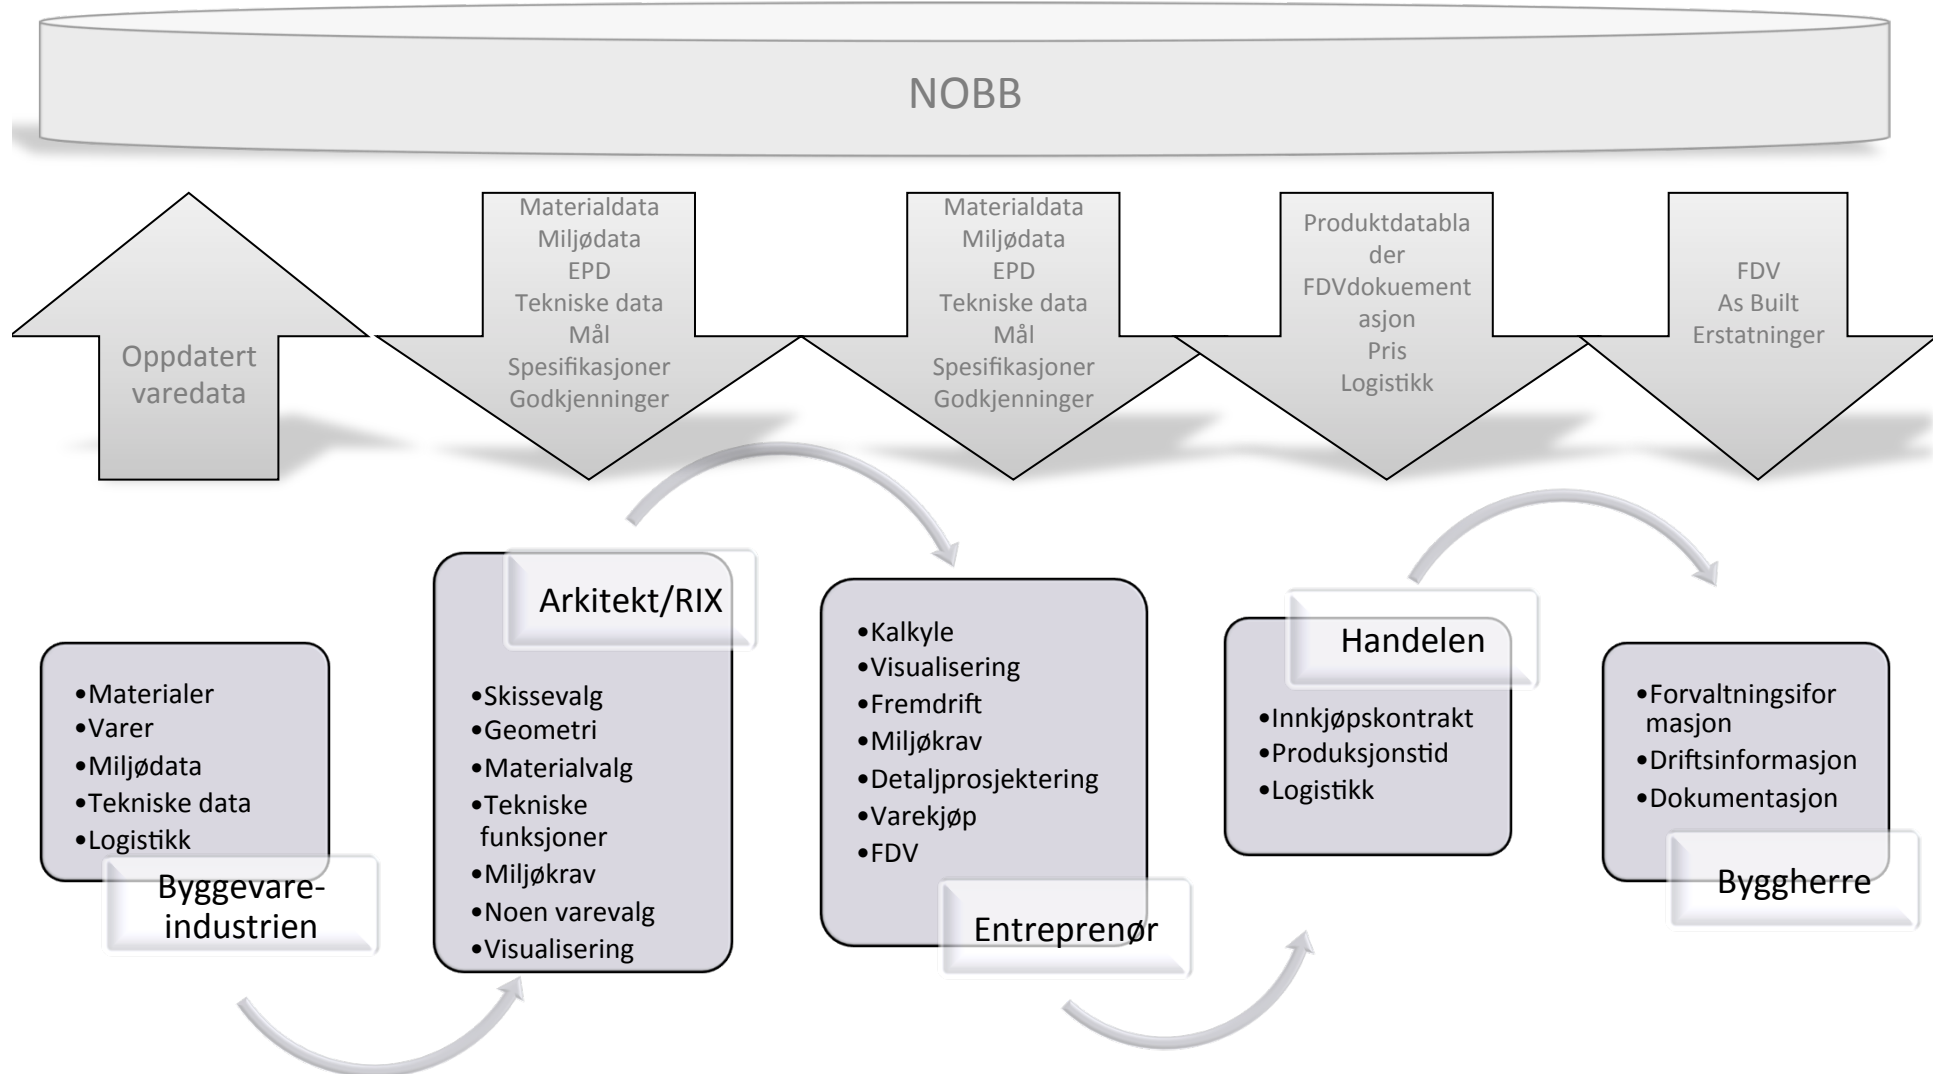 NOBB
Oppdatert
varedata
Materialdata
Miljødata
EPD
Tekniske data
Mål
Spesifikasjoner
Godkjenninger
Materialdata
Miljødata
EPD
Tekniske data
Mål
Spesifikasjoner
Godkjenninger
Produktdatabla
der
FDVdokuement
asjon
Pris
Logistikk
FDV
As Built
Erstatninger
•Materialer
•Varer
•Miljødata
•Tekniske data
•Logistikk
Byggevare-
industrien
Arkitekt/RIX
•Skissevalg
•Geometri
•Materialvalg
•Tekniske
funksjoner
•Miljøkrav
•Noen varevalg
•Visualisering
•Kalkyle
•Visualisering
•Fremdrift
•Miljøkrav
•Detaljprosjektering
•Varekjøp
•FDV
Entreprenør
Handelen
•Innkjøpskontrakt
•Produksjonstid
•Logistikk
•Forvaltningsifor
masjon
•Driftsinformasjon
•Dokumentasjon
Byggherre